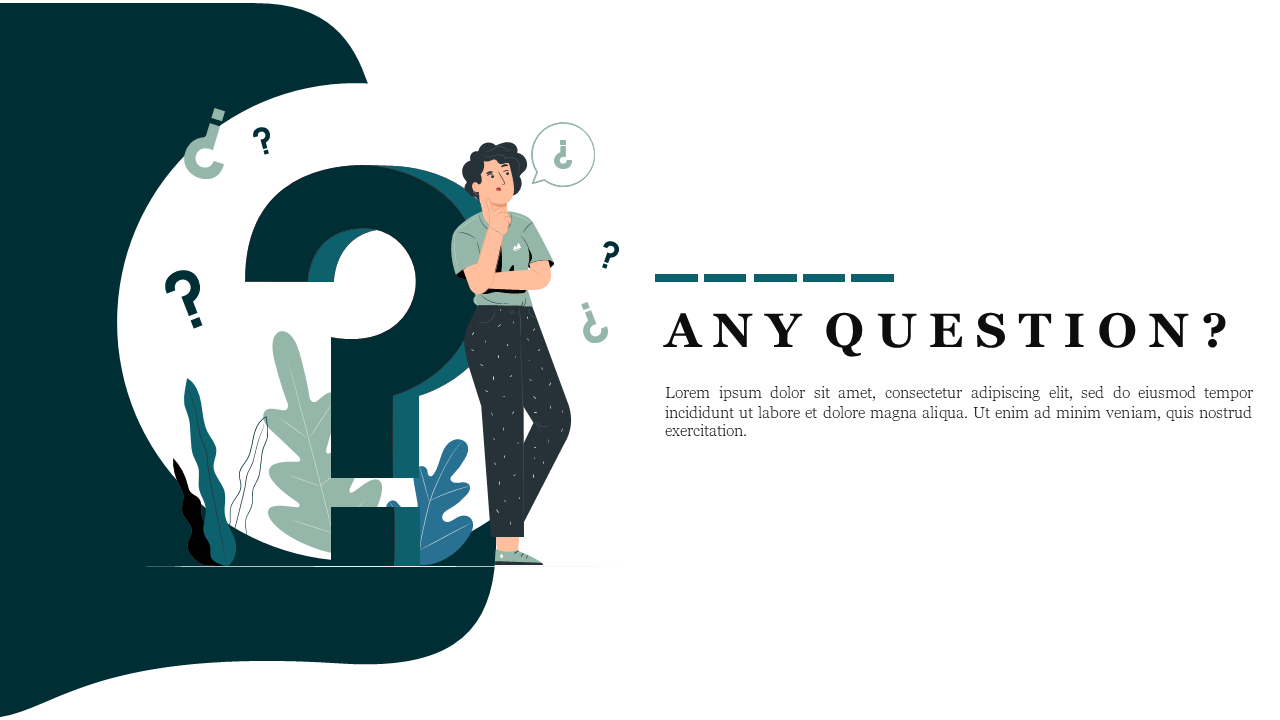 ANY QUESTION?
Lorem ipsum dolor sit amet, consectetur adipiscing elit, sed do eiusmod tempor
incididunt ut labore et dolore magna aliqua. Ut enim ad minim veniam, quis nostrud
exercitation.